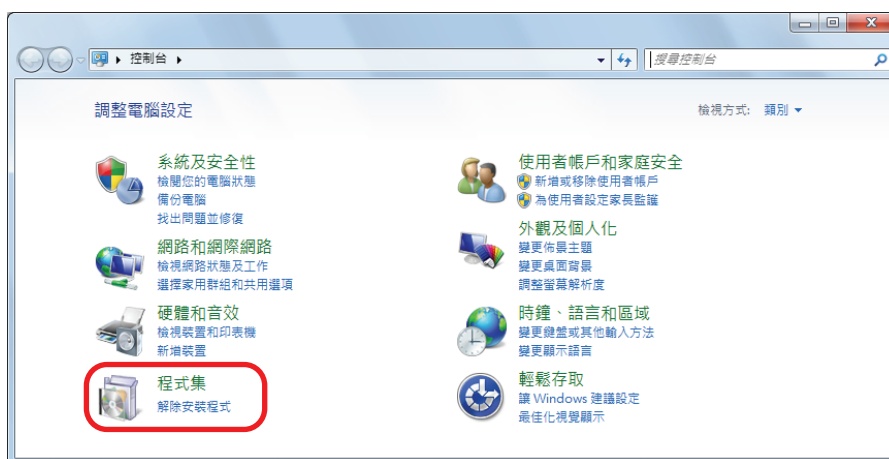 控制台
搜尋控制台
調整電腦設定
檢視方式: 類別
系統及安全性
檢閱您的電腦狀態
備份電腦
找出問題並修復
網路和網際網路
檢視網路狀態及工作
選擇家用群組和共用選項
硬體和音效
檢視裝置和印表機
新增裝置
程式集
解除安裝程式
使用者帳戶和家庭安全
新增或移除使用者帳戶
為使用者設定家長監護
外觀及個人化
變更佈景主題
變更桌面背景
調整螢幕解析度
時鐘、語言和區域
變更鍵盤或其他輸入方法
變更顯示語言
輕鬆存取
讓 Windows 建議設定
最佳化視覺顯示